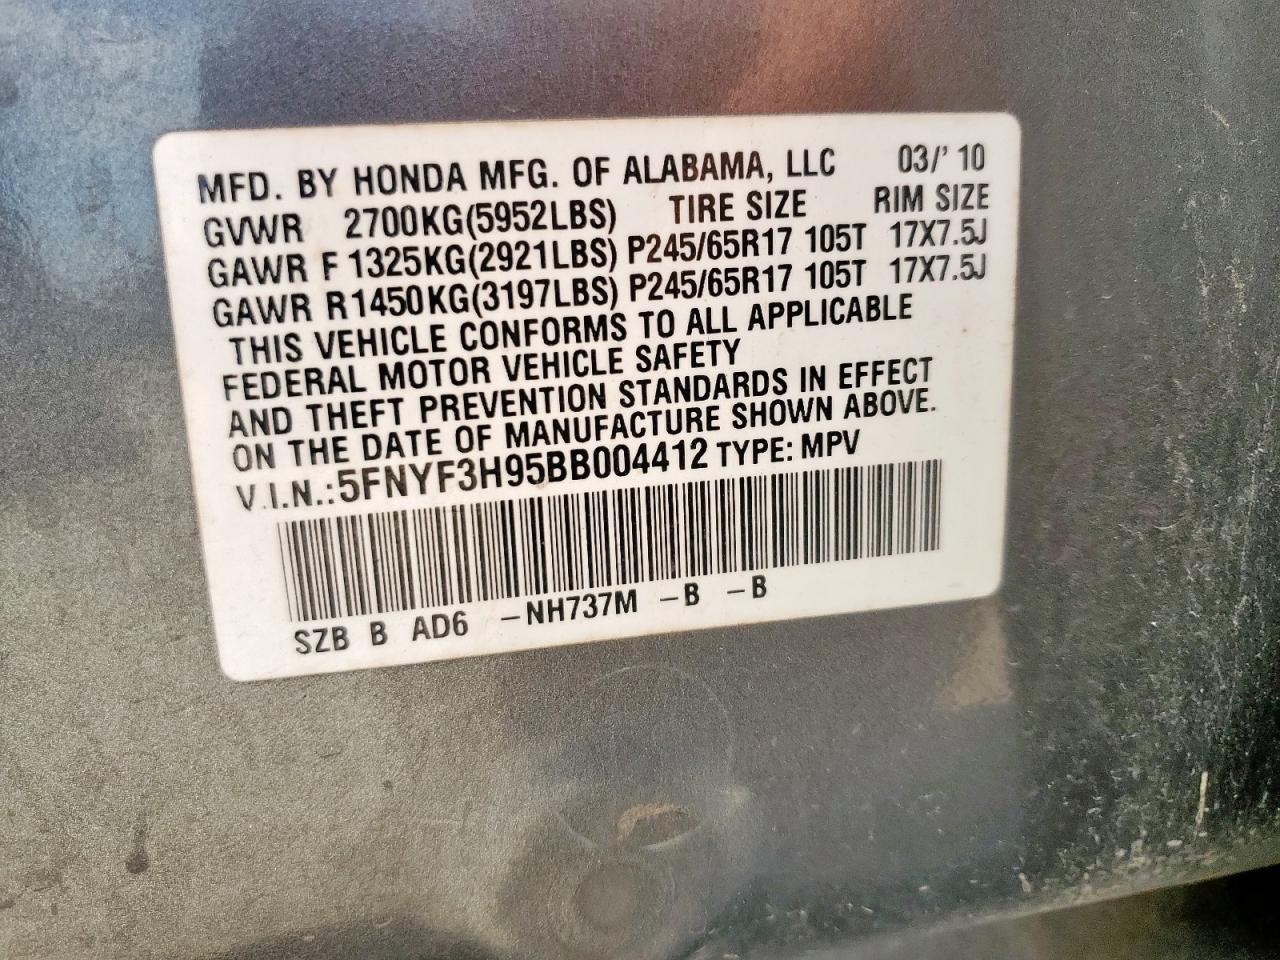 MFD. BY HONDA MFG. OF ALABAMA, LLC 03/' 10
GVWR 2700KG(5952LBS) TIRE SIZE RIM SIZE
GAWR F 1325KG(2921LBS) P245/65R17 105T 17X7.5J
GAWR R1450KG(3197LBS) P245/65R17 105T 17X7.5J
THIS VEHICLE CONFORMS TO ALL APPLICABLE
FEDERAL MOTOR VEHICLE SAFETY
AND THEFT PREVENTION STANDARDS IN EFFECT
ON THE DATE OF MANUFACTURE SHOWN ABOVE.
V.I.N.:5FNYF3H95BB004412 TYPE: MPV
SZB B AD6 -NH737M -B -B